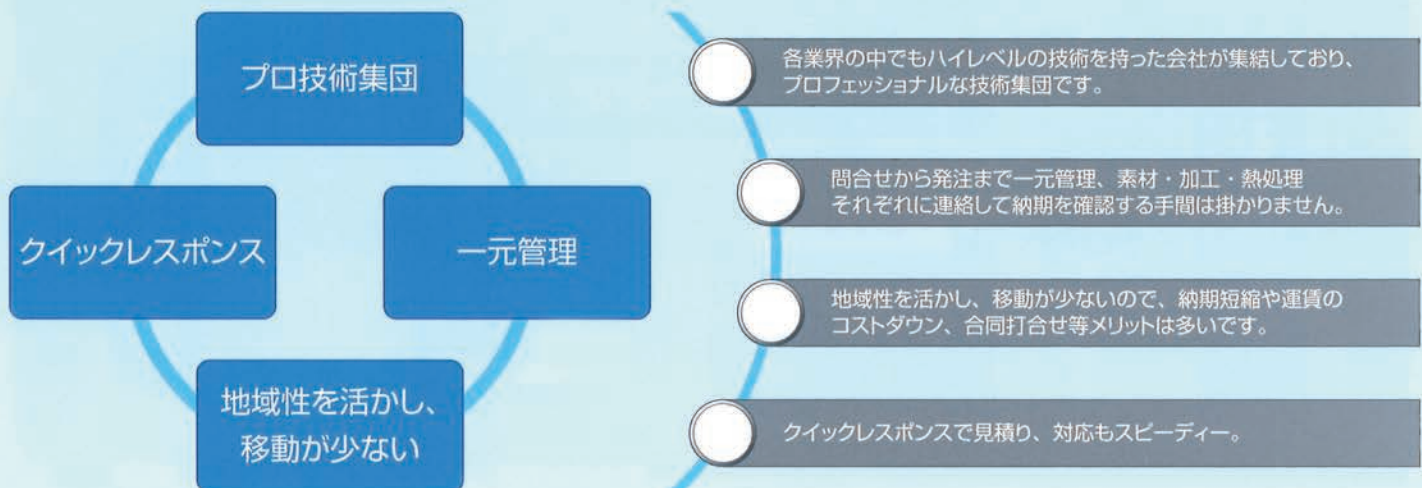 プロ技術集団
クイックレスポンス
一元管理
地域性を活かし、
移動が少ない
各業界の中でもハイレベルの技術を持った会社が集結しており、
プロフェッショナルな技術集団です。
問合せから発注まで一元管理、素材・加工・熱処理
それぞれに連絡して納期を確認する手間は掛かりません。
地域性を活かし、移動が少ないので、納期短縮や運賃の
コストダウン、合同打合せ等メリットは多いです。
クイックレスポンスで見積り、対応もスピーディー。